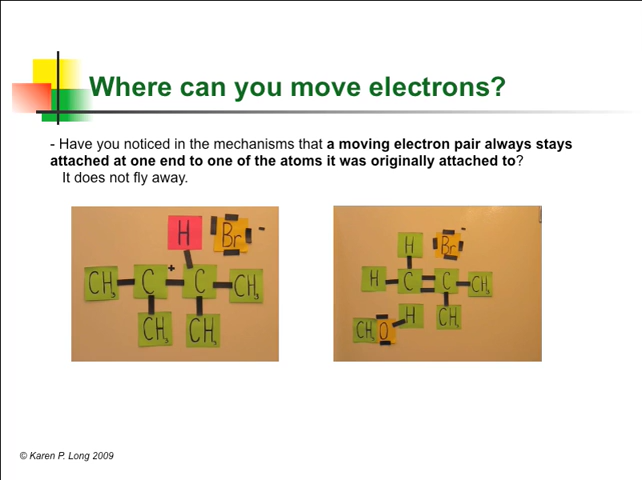 Where can you move electrons?
- Have you noticed in the mechanisms that a moving electron pair always stays
attached at one end to one of the atoms it was originally attached to?
It does not fly away.
H Br -
CH₃ C + C CH₃
CH₃ CH₃
H Br -
H C C CH₃
CH₃ O H CH₃
© Karen P. Long 2009